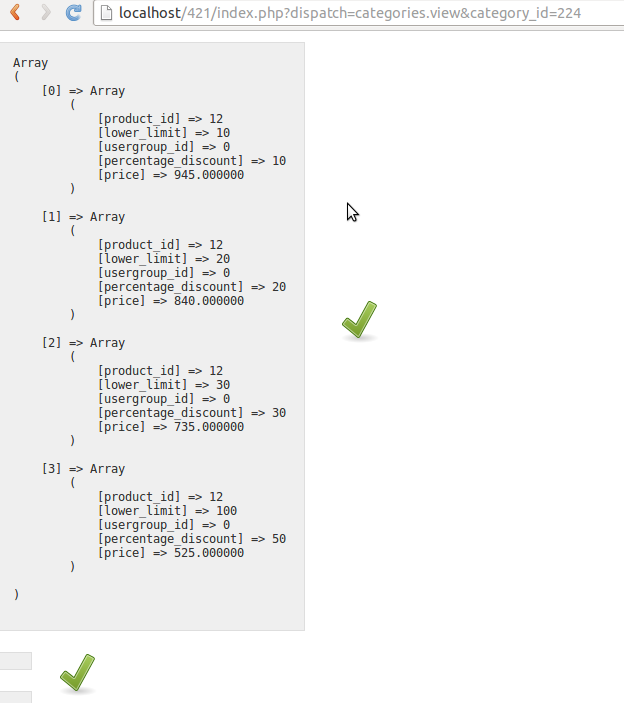 localhost/421/index.php?dispatch=categories.view&category_id=224
Array
(
    [0] => Array
        (
            [product_id] => 12
            [lower_limit] => 10
            [usergroup_id] => 0
            [percentage_discount] => 10
            [price] => 945.000000
        )
    [1] => Array
        (
            [product_id] => 12
            [lower_limit] => 20
            [usergroup_id] => 0
            [percentage_discount] => 20
            [price] => 840.000000
        )
    [2] => Array
        (
            [product_id] => 12
            [lower_limit] => 30
            [usergroup_id] => 0
            [percentage_discount] => 30
            [price] => 735.000000
        )
    [3] => Array
        (
            [product_id] => 12
            [lower_limit] => 100
            [usergroup_id] => 0
            [percentage_discount] => 50
            [price] => 525.000000
        )
)